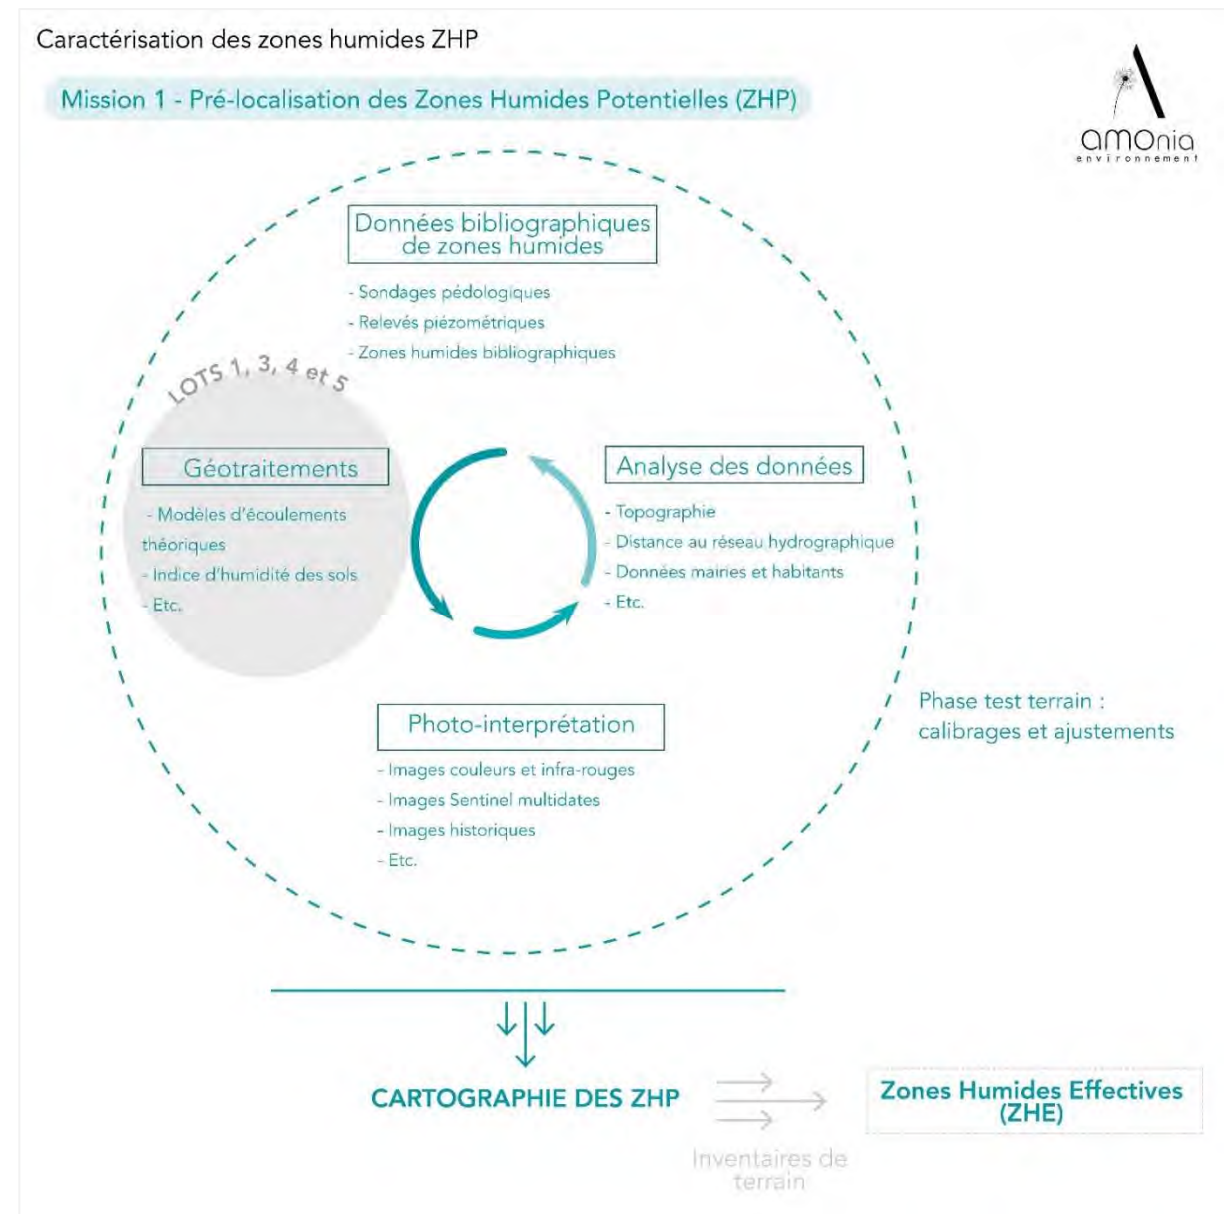 Caractérisation des zones humides ZHP
Mission 1 - Pré-localisation des Zones Humides Potentielles (ZHP)
amonia
environnement
Données bibliographiques
de zones humides
- Sondages pédologiques
- Relevés piézométriques
- Zones humides bibliographiques
LOTS 1, 3, 4 et 5
Géotraitements
- Modèles d'écoulements
théoriques
- Indice d'humidité des sols
- Etc.
Analyse des données
- Topographie
- Distance au réseau hydrographique
- Données mairies et habitants
- Etc.
Photo-interprétation
- Images couleurs et infra-rouges
- Images Sentinel multidates
- Images historiques
- Etc.
Phase test terrain :
calibrages et ajustements
CARTOGRAPHIE DES ZHP
Inventaires de
terrain
Zones Humides Effectives
(ZHE)